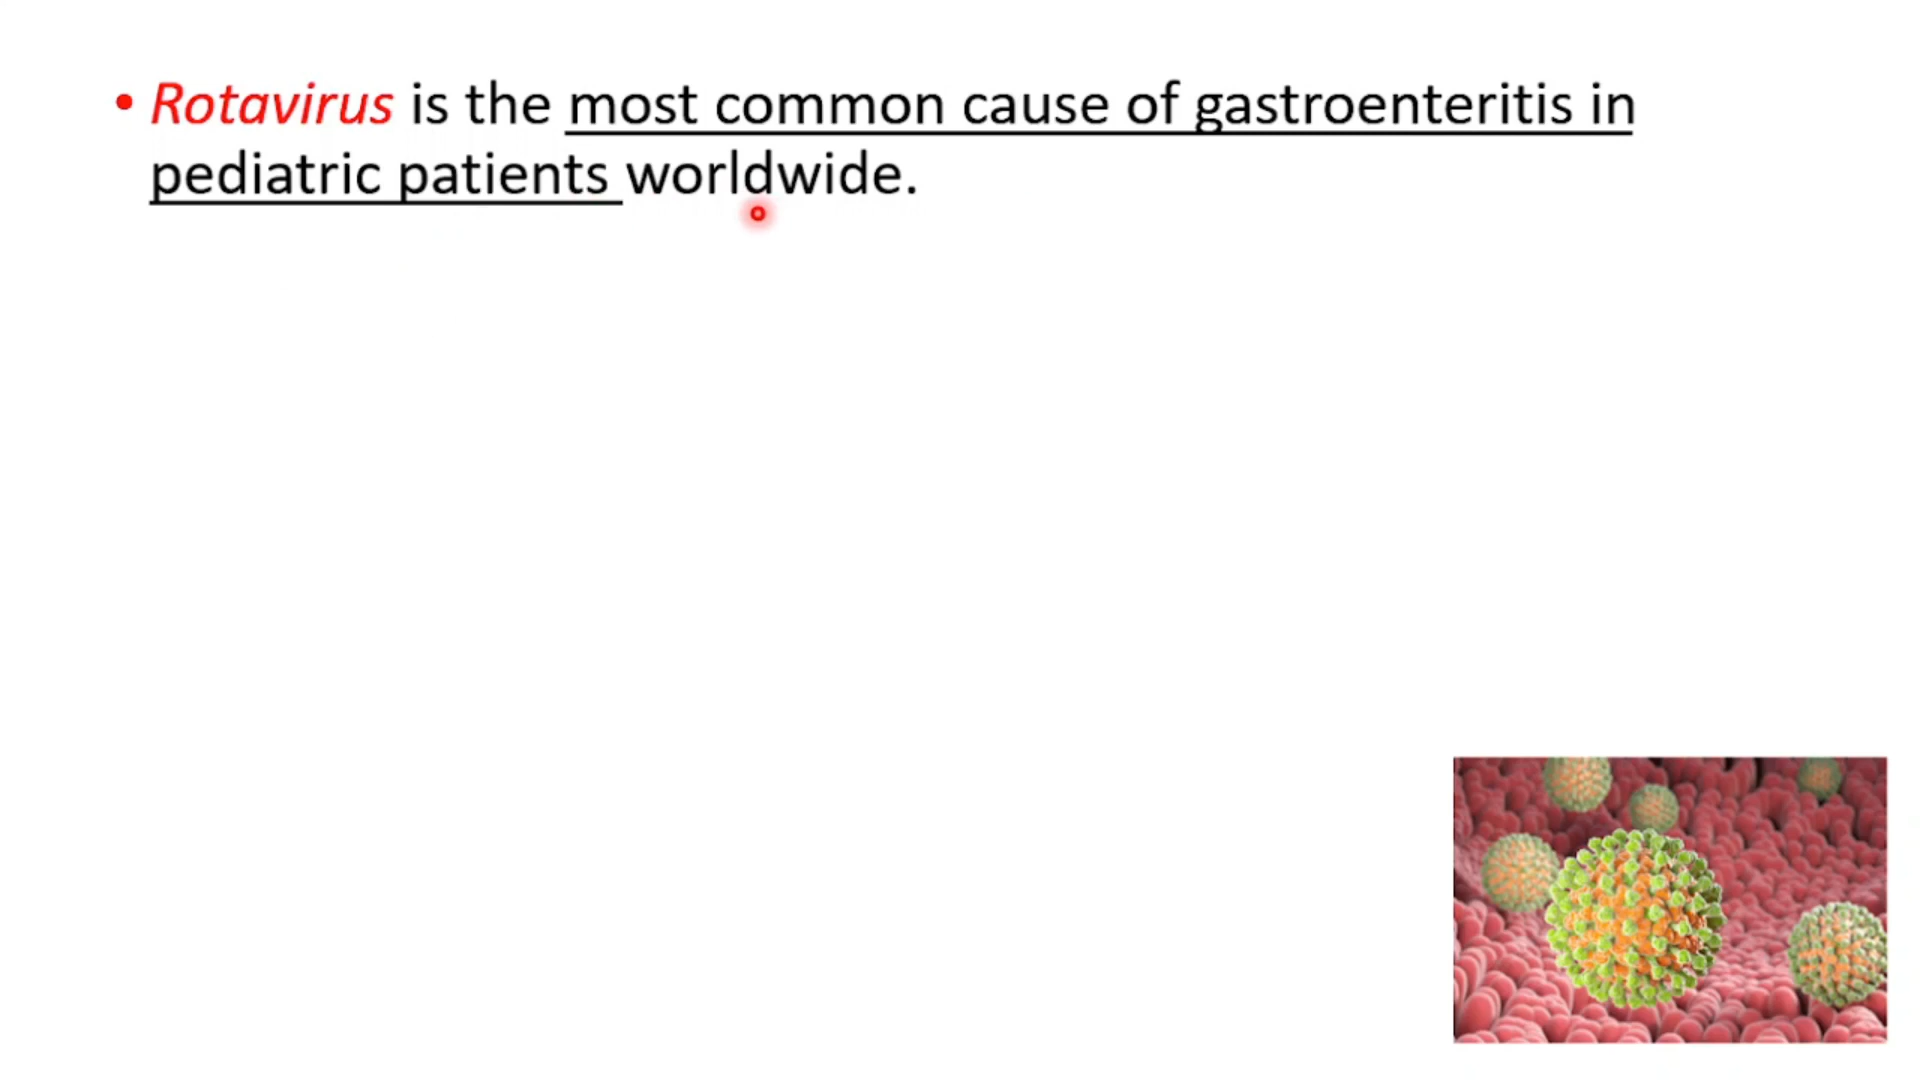 • Rotavirus is the most common cause of gastroenteritis in
pediatric patients worldwide.